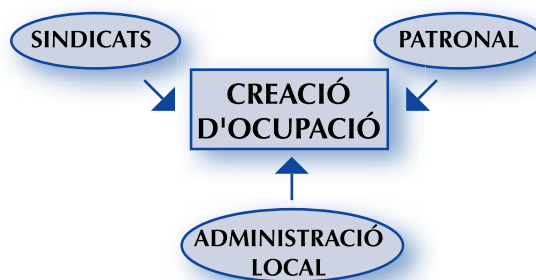 SINDICATS
PATRONAL
CREACIÓ
D'OCUPACIÓ
ADMINISTRACIÓ
LOCAL